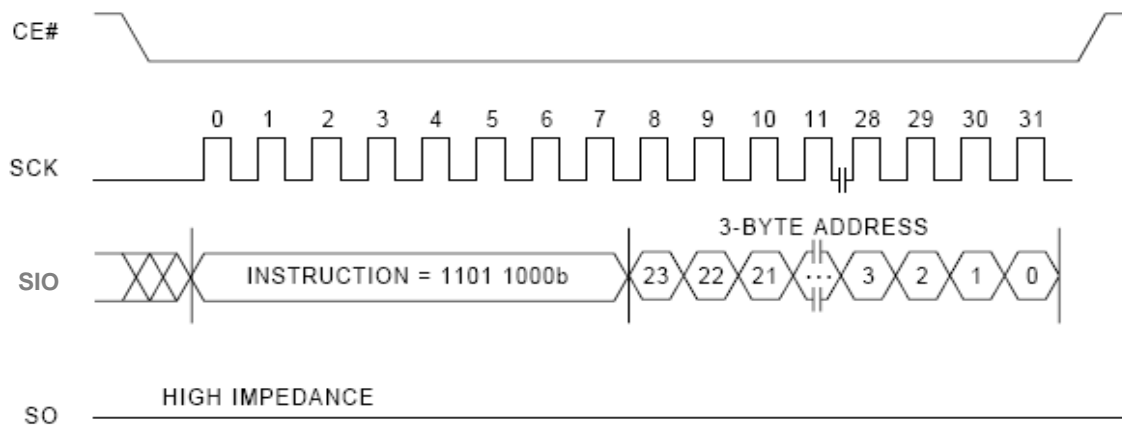 CE#
0 1 2 3 4 5 6 7 8 9 10 11 28 29 30 31
SCK
3-BYTE ADDRESS
SIO INSTRUCTION = 1101 1000b 23 22 21 ... 3 2 1 0
HIGH IMPEDANCE
SO